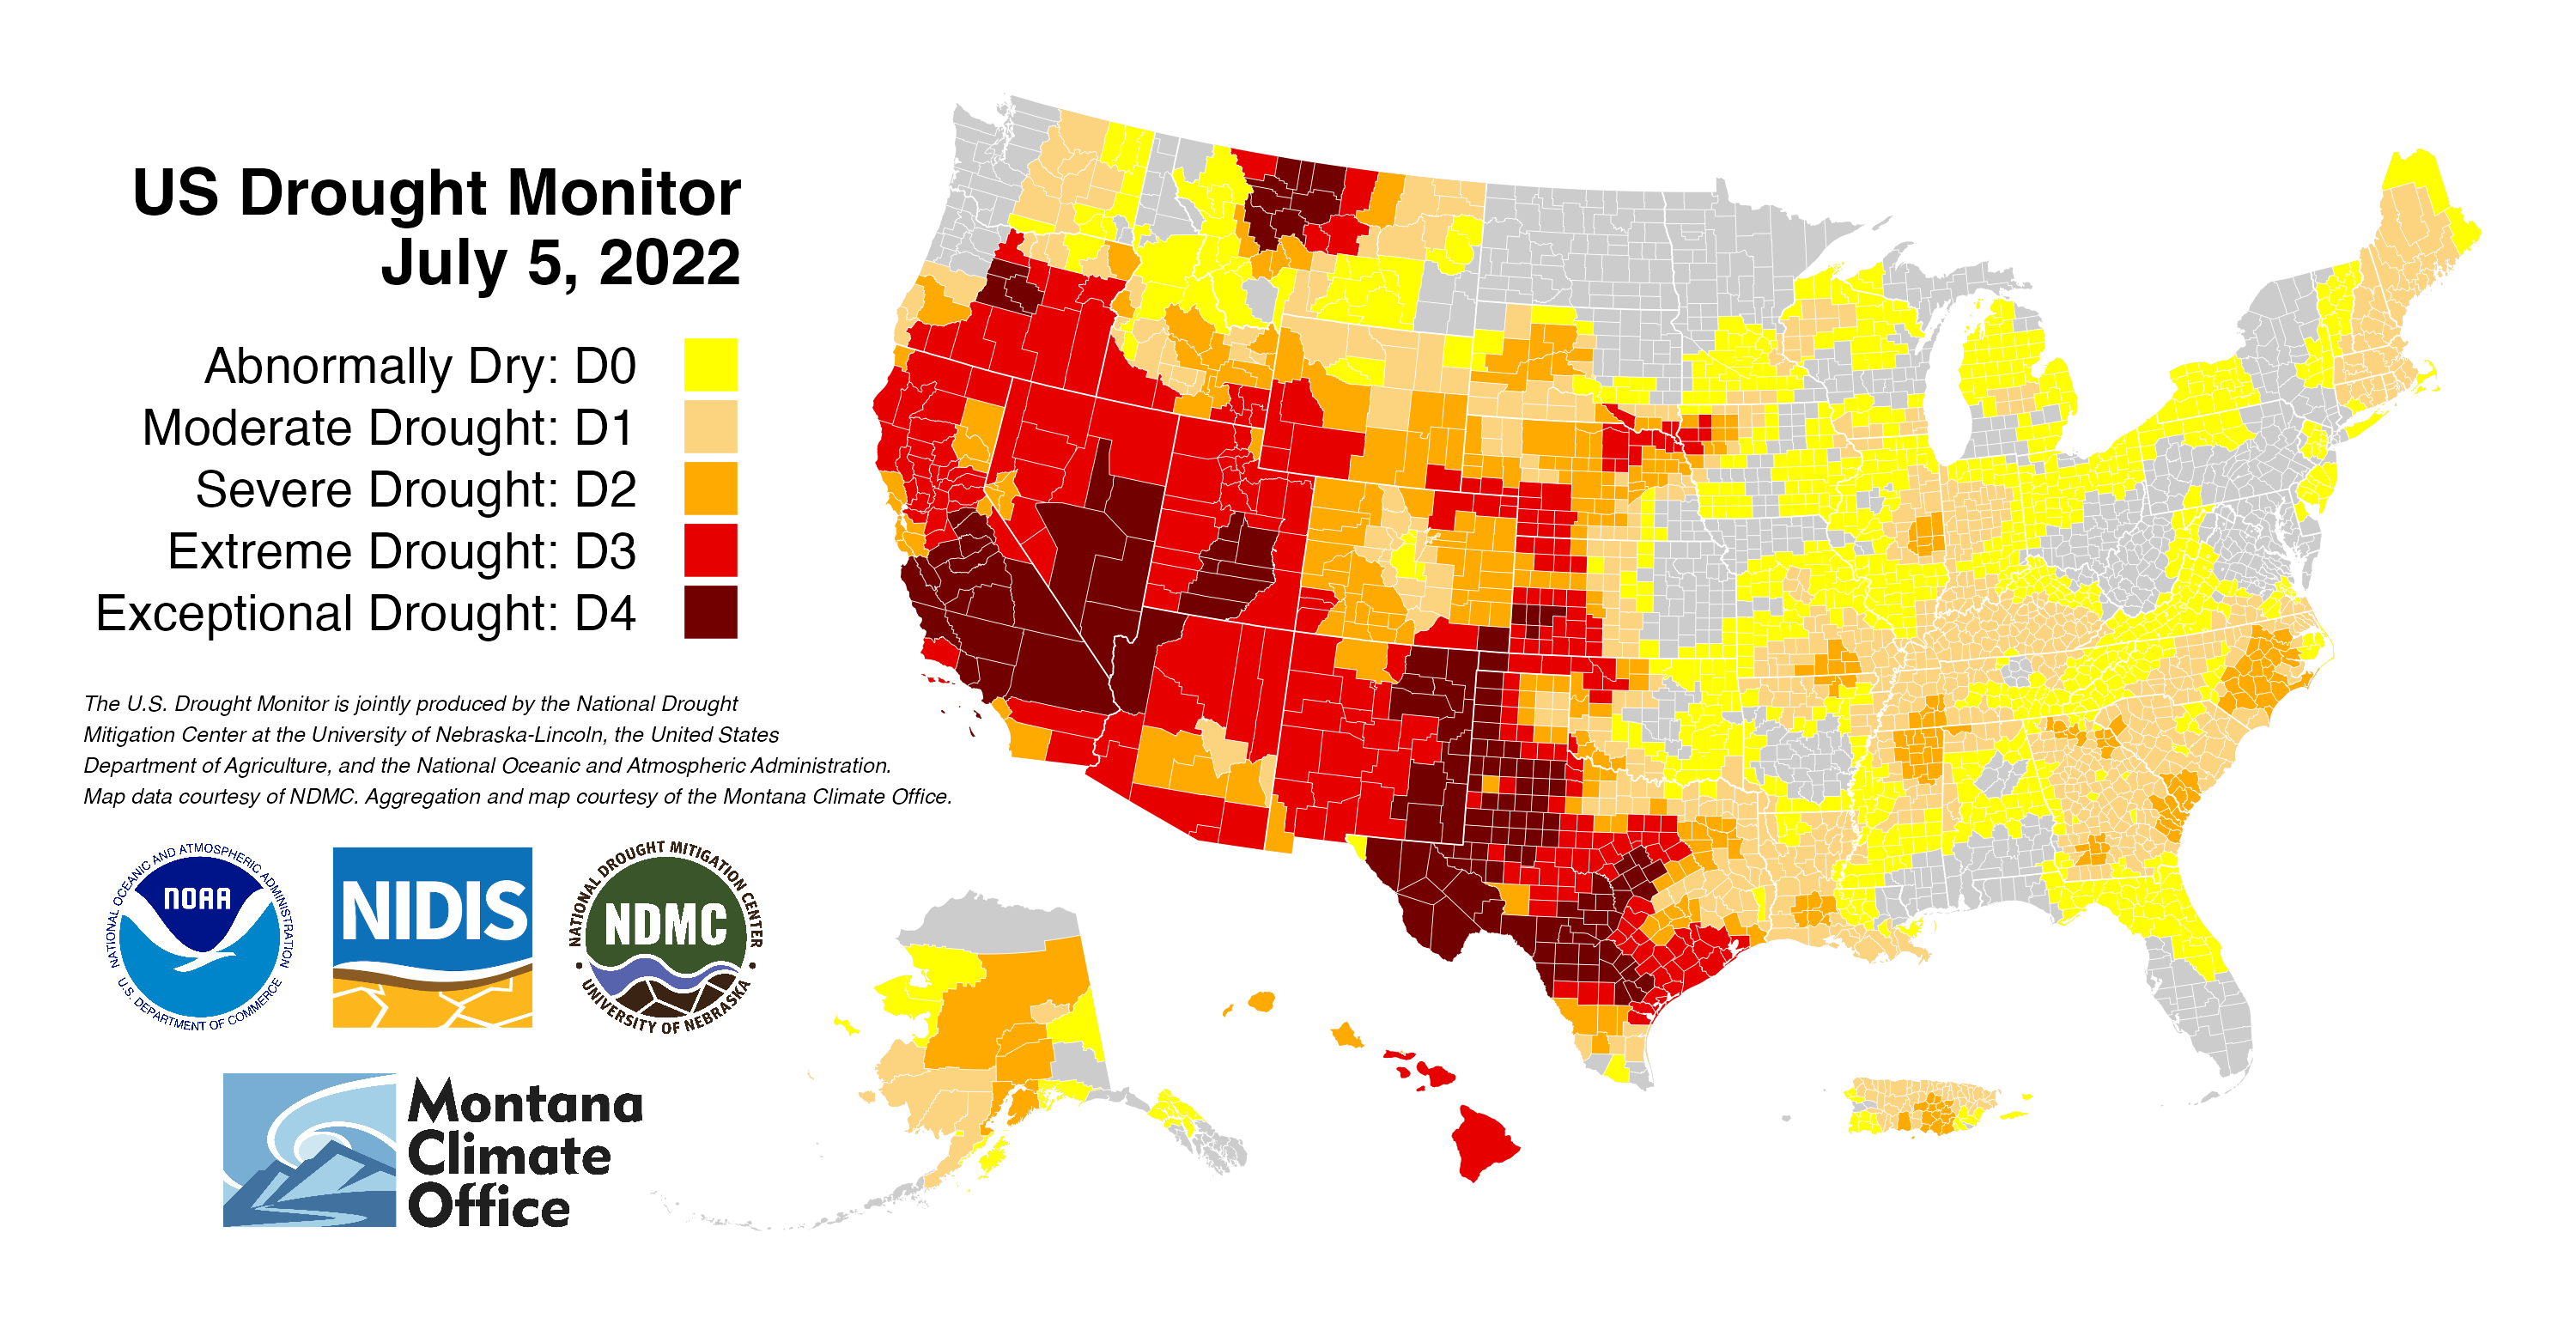 US Drought Monitor
July 5, 2022
Abnormally Dry: D0
Moderate Drought: D1
Severe Drought: D2
Extreme Drought: D3
Exceptional Drought: D4
The U.S. Drought Monitor is jointly produced by the National Drought
Mitigation Center at the University of Nebraska-Lincoln, the United States
Department of Agriculture, and the National Oceanic and Atmospheric Administration.
Map data courtesy of NDMC. Aggregation and map courtesy of the Montana Climate Office.
NATIONAL OCEANIC AND ATMOSPHERIC ADMINISTRATION
NOAA
U.S. DEPARTMENT OF COMMERCE
NIDIS
NATIONAL DROUGHT MITIGATION CENTER
NDMC
UNIVERSITY OF NEBRASKA
Montana
Climate
Office